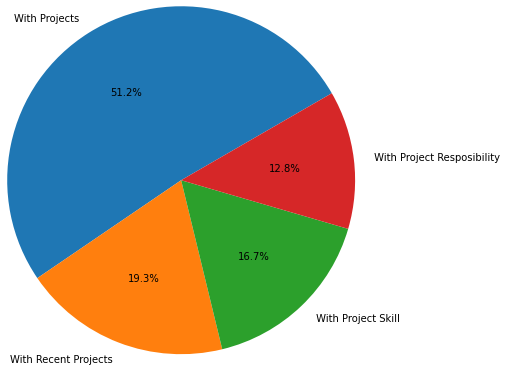 With Projects
51.2%
With Project Resposibility
12.8%
16.7%
19.3%
With Project Skill
With Recent Projects